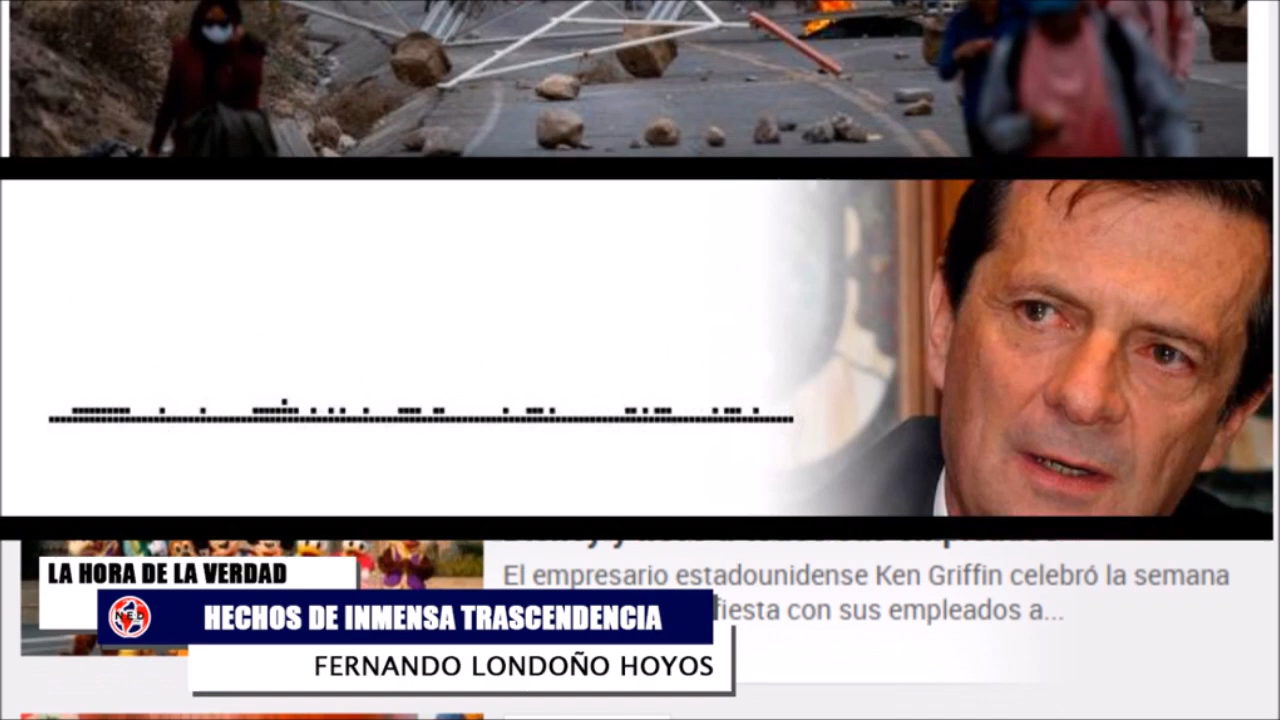 El empresario estadounidense Ken Griffin celebró la semana
fiesta con sus empleados a...
LA HORA DE LA VERDAD
HECHOS DE INMENSA TRASCENDENCIA
FERNANDO LONDOÑO HOYOS